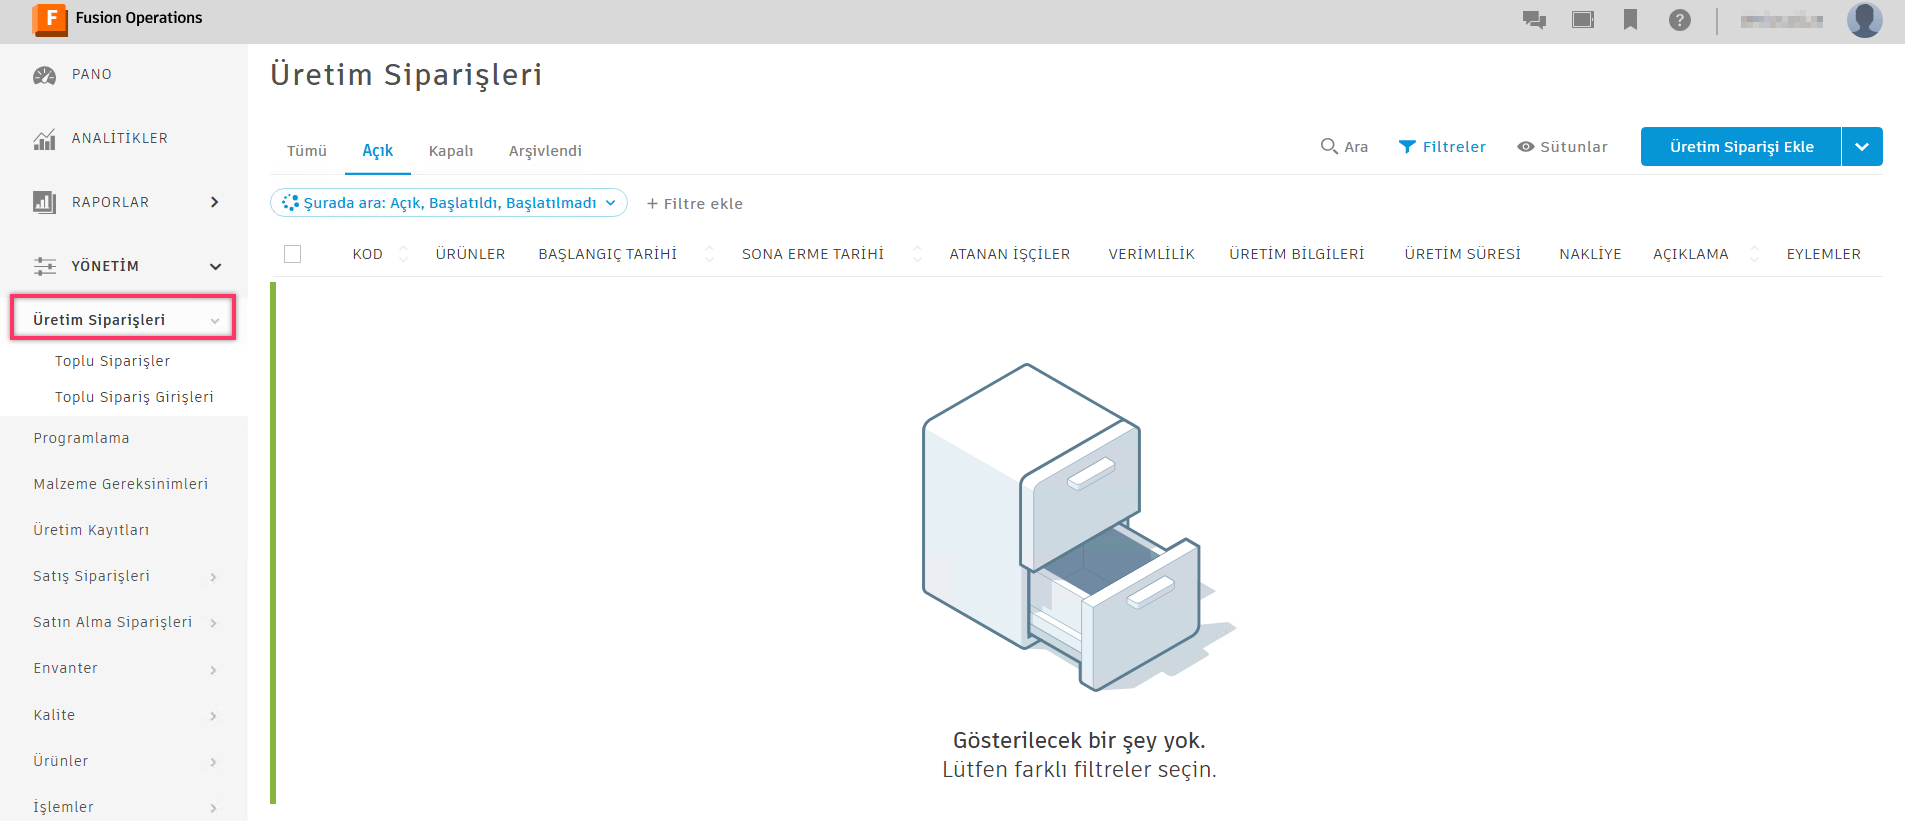 F Fusion Operations
PANO
ANALİTİKLER
RAPORLAR
YÖNETİM
Üretim Siparişleri
Toplu Siparişler
Toplu Sipariş Girişleri
Programlama
Malzeme Gereksinimleri
Üretim Kayıtları
Satış Siparişleri
Satın Alma Siparişleri
Envanter
Kalite
Ürünler
İşlemler
Üretim Siparişleri
Tümü Açık Kapalı Arşivlendi Ara Filtreler Sütunlar Üretim Siparişi Ekle
Şurada ara: Açık, Başlatıldı, Başlatılmadı + Filtre ekle
KOD ÜRÜNLER BAŞLANGIÇ TARİHİ SONA ERME TARİHİ ATANAN İŞÇİLER VERİMLİLİK ÜRETİM BİLGİLERİ ÜRETİM SÜRESİ NAKLİYE AÇIKLAMA EYLEMLER
Gösterilecek bir şey yok.
Lütfen farklı filtreler seçin.